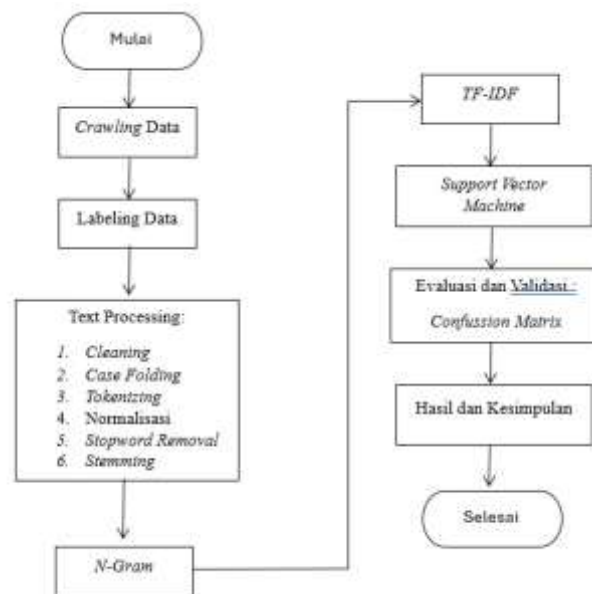 Mulai
Crawling Data
Labeling Data
Text Processing:
1. Cleaning
2. Case Folding
3. Tokenizing
4. Normalisasi
5. Stopword Removal
6. Stemming
N-Gram
TF-IDF
Support Vector
Machine
Evaluasi dan Validasi :
Confussion Matrix
Hasil dan Kesimpulan
Selesai